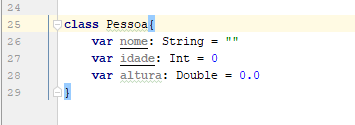 24
25 class Pessoa{
26 var nome: String = ""
27 var idade: Int = 0
28 var altura: Double = 0.0
29 }